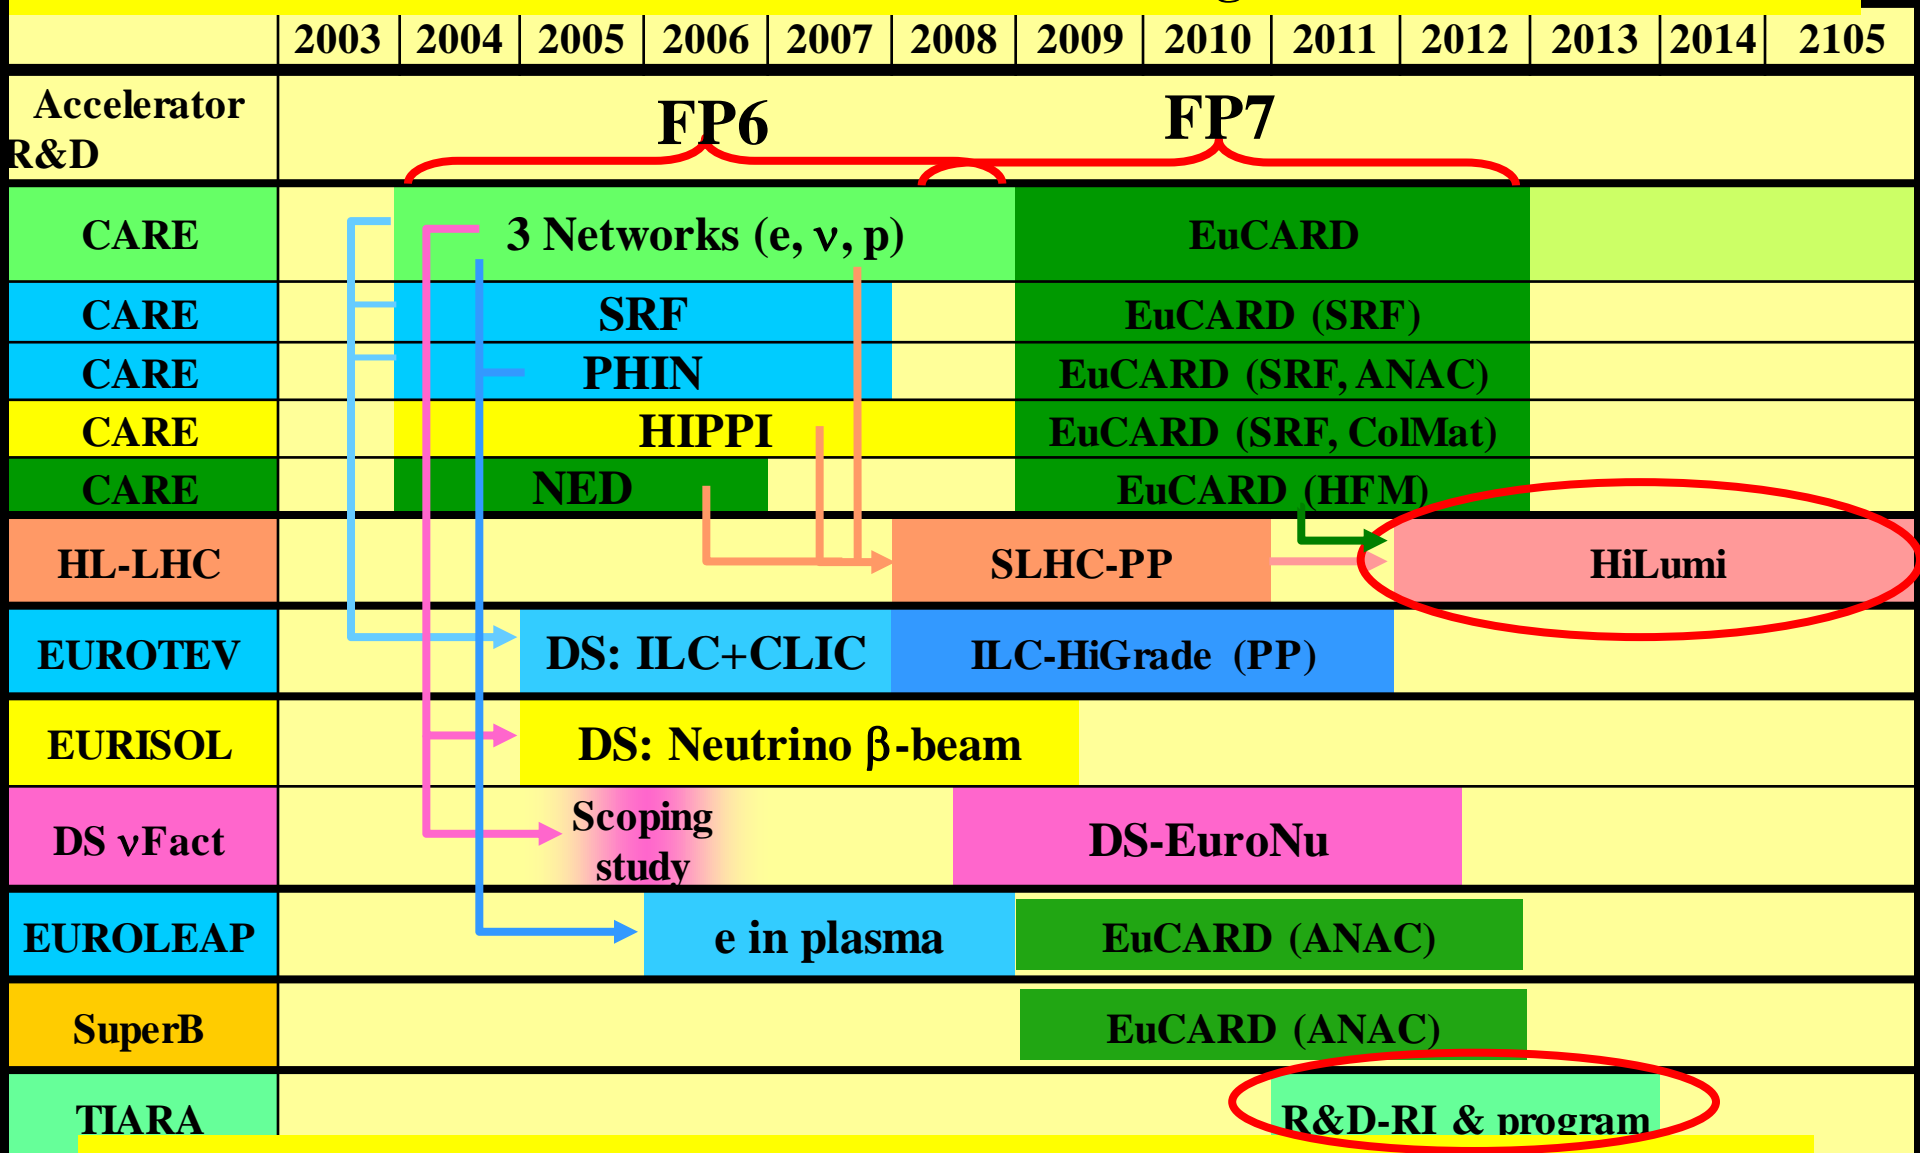 2003 2004 2005 2006 2007 2008 2009 2010 2011 2012 2013 2014 2105
Accelerator
R&D
FP6 FP7
CARE 3 Networks (e, ν, p) EuCARD
CARE SRF EuCARD (SRF)
CARE PHIN EuCARD (SRF, ANAC)
CARE HIPPI EuCARD (SRF, ColMat)
CARE NED EuCARD (HFM)
HL-LHC SLHC-PP HiLumi
EUROTEV DS: ILC+CLIC ILC-HiGrade (PP)
EURISOL DS: Neutrino β-beam
DS νFact Scoping
study DS-EuroNu
EUROLEAP e in plasma EuCARD (ANAC)
SuperB EuCARD (ANAC)
TIARA R&D-RI & program